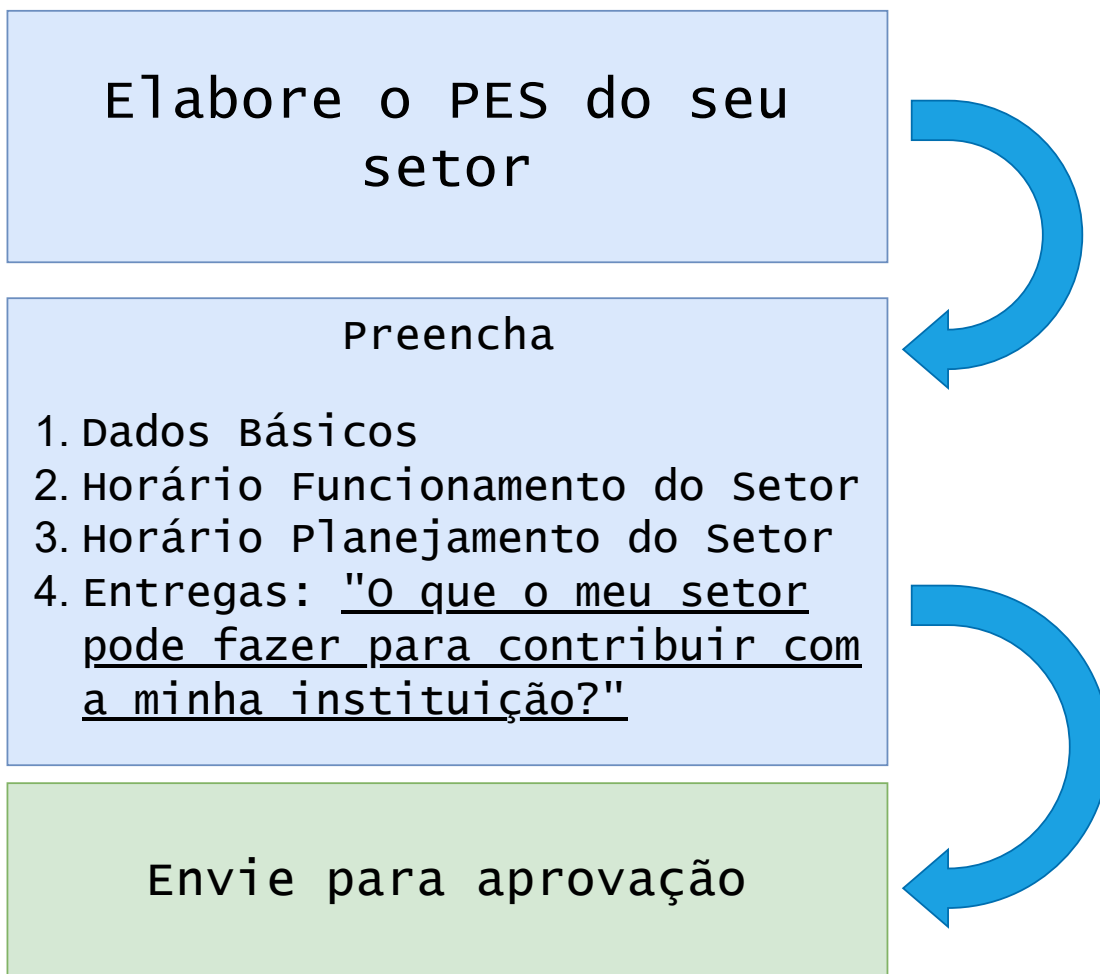 Elabore o PES do seu
setor
Preencha
1. Dados Básicos
2. Horário Funcionamento do Setor
3. Horário Planejamento do Setor
4. Entregas: "O que o meu setor
pode fazer para contribuir com
a minha instituição?"
Envie para aprovação